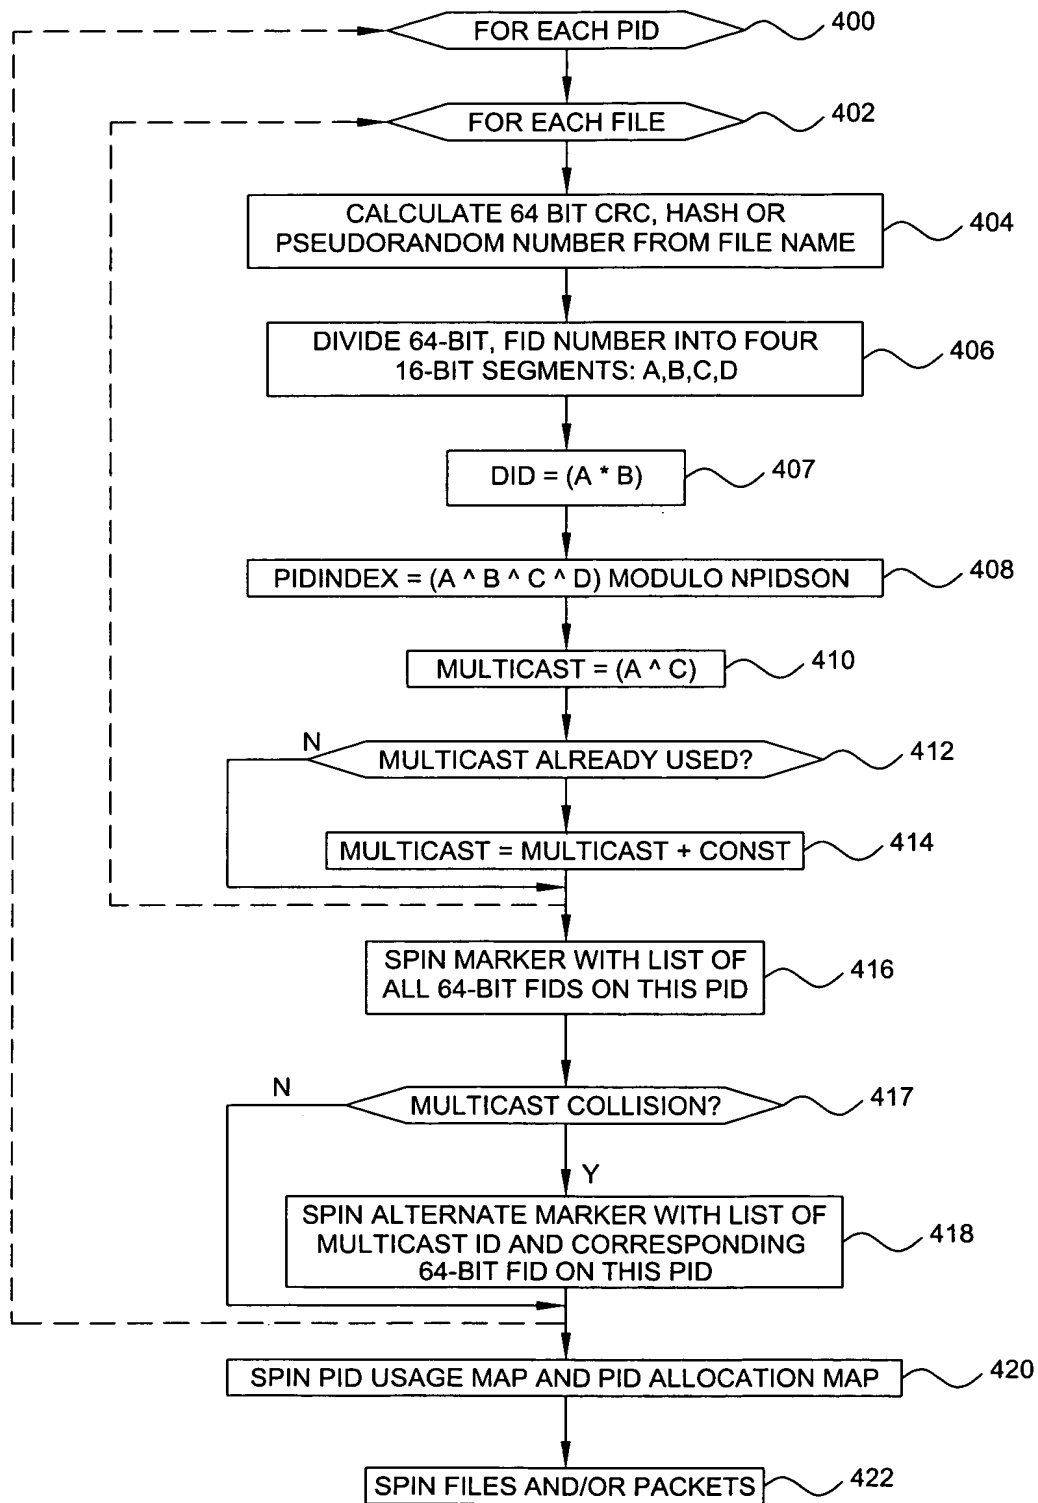 FOR EACH PID
400
FOR EACH FILE
402
CALCULATE 64 BIT CRC, HASH OR
PSEUDORANDOM NUMBER FROM FILE NAME
404
DIVIDE 64-BIT, FID NUMBER INTO FOUR
16-BIT SEGMENTS: A,B,C,D
406
DID = (A * B)
407
PIDINDEX = (A ^ B ^ C ^ D) MODULO NPIDSON
408
MULTICAST = (A ^ C)
410
N
MULTICAST ALREADY USED?
412
MULTICAST = MULTICAST + CONST
414
SPIN MARKER WITH LIST OF
ALL 64-BIT FIDS ON THIS PID
416
N
MULTICAST COLLISION?
417
Y
SPIN ALTERNATE MARKER WITH LIST OF
MULTICAST ID AND CORRESPONDING
64-BIT FID ON THIS PID
418
SPIN PID USAGE MAP AND PID ALLOCATION MAP
420
SPIN FILES AND/OR PACKETS
422